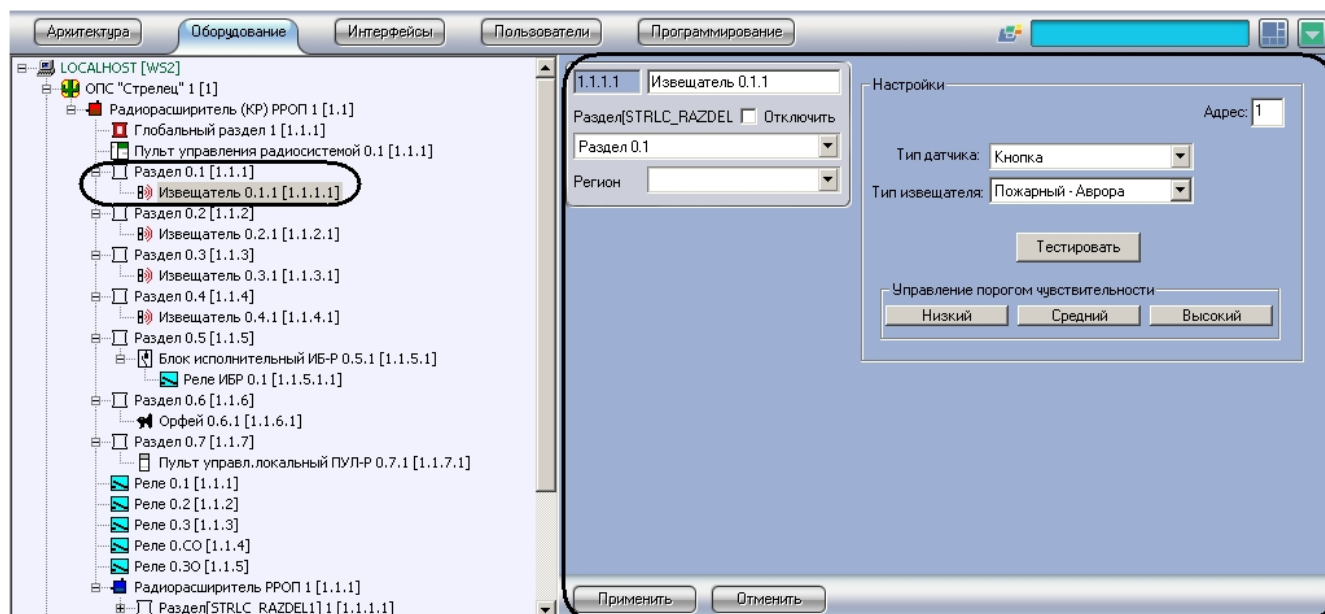 Архитектура
Оборудование
Интерфейсы
Пользователи
Программирование
LOCALHOST [WS2]
ОПС "Стрелец" 1 [1]
Радиорасширитель (КР) РРОП 1 [1.1]
Глобальный раздел 1 [1.1.1]
Пульт управления радиосистемой 0.1 [1.1.1]
Раздел 0.1 [1.1.1]
Извещатель 0.1.1 [1.1.1.1]
Раздел 0.2 [1.1.2]
Извещатель 0.2.1 [1.1.2.1]
Раздел 0.3 [1.1.3]
Извещатель 0.3.1 [1.1.3.1]
Раздел 0.4 [1.1.4]
Извещатель 0.4.1 [1.1.4.1]
Раздел 0.5 [1.1.5]
Блок исполнительный ИБ-Р 0.5.1 [1.1.5.1]
Реле ИБР 0.1 [1.1.5.1.1]
Раздел 0.6 [1.1.6]
Орфей 0.6.1 [1.1.6.1]
Раздел 0.7 [1.1.7]
Пульт управл.локальный ПУЛ-Р 0.7.1 [1.1.7.1]
Реле 0.1 [1.1.1]
Реле 0.2 [1.1.2]
Реле 0.3 [1.1.3]
Реле 0.СО [1.1.4]
Реле 0.ЗО [1.1.5]
Радиорасширитель РРОП 1 [1.1.1]
Раздел[STRLC_RAZDEL1] 1 [1.1.1.1]
1.1.1.1
Извещатель 0.1.1
Раздел[STRLC_RAZDEL
Отключить
Раздел 0.1
Регион
Настройки
Адрес: 1
Тип датчика: Кнопка
Тип извещателя: Пожарный - Аврора
Тестировать
Управление порогом чувствительности
Низкий
Средний
Высокий
Применить
Отменить